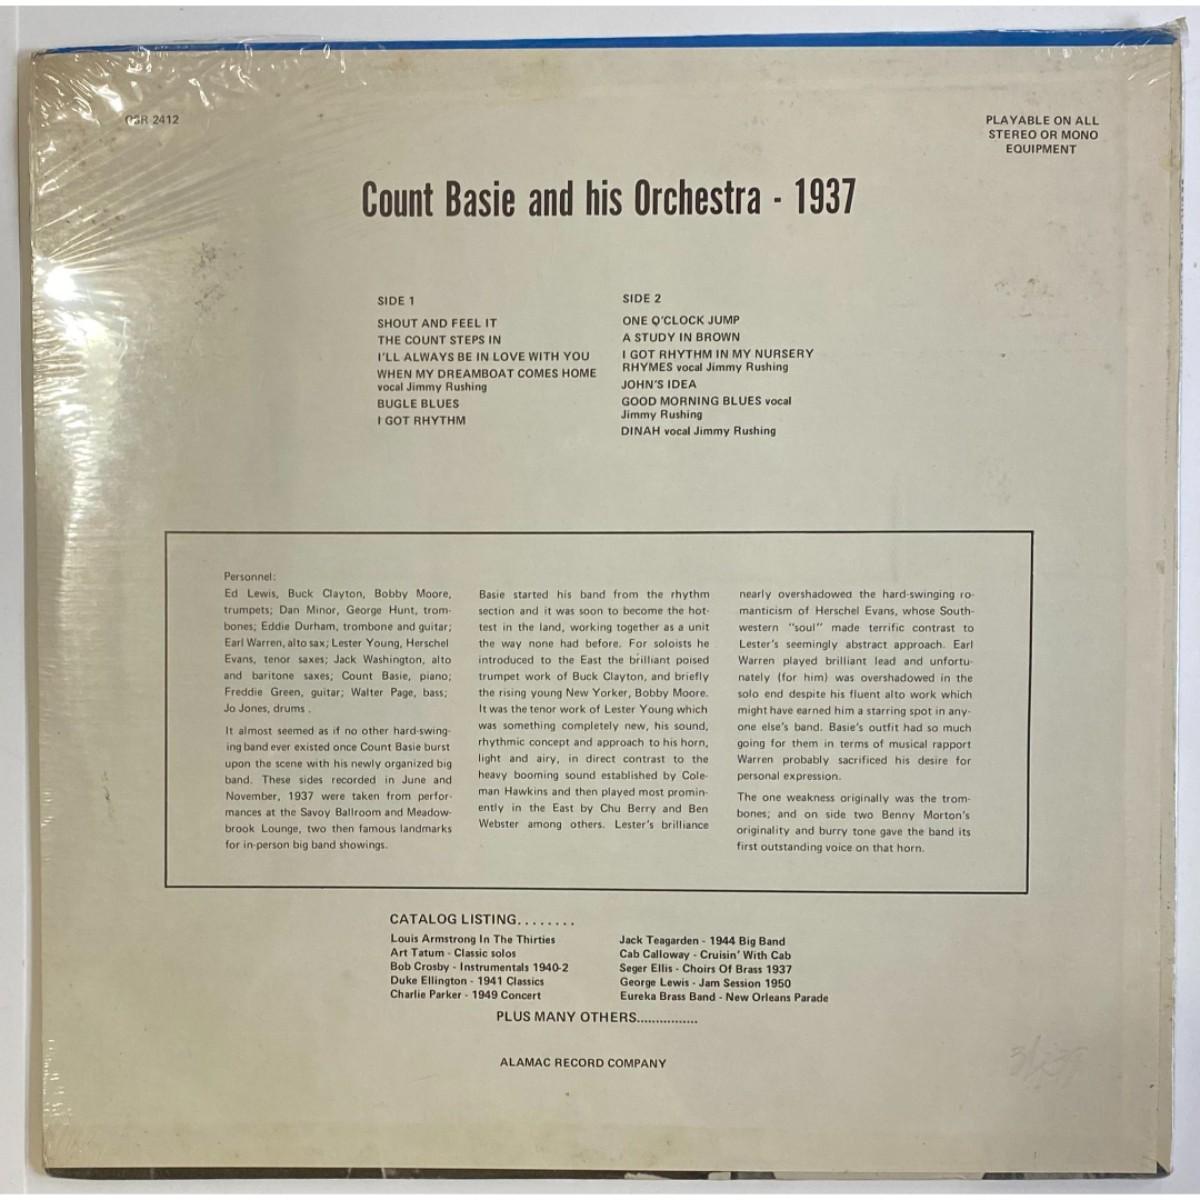 QSR 2412
PLAYABLE ON ALL
STEREO OR MONO
EQUIPMENT
Count Basie and his Orchestra - 1937
SIDE 1
SHOUT AND FEEL IT
THE COUNT STEPS IN
I'LL ALWAYS BE IN LOVE WITH YOU
WHEN MY DREAMBOAT COMES HOME
vocal Jimmy Rushing
BUGLE BLUES
I GOT RHYTHM
SIDE 2
ONE O'CLOCK JUMP
A STUDY IN BROWN
I GOT RHYTHM IN MY NURSERY
RHYMES vocal Jimmy Rushing
JOHN'S IDEA
GOOD MORNING BLUES vocal
Jimmy Rushing
DINAH vocal Jimmy Rushing
Personnel:
Ed Lewis, Buck Clayton, Bobby Moore,
trumpets; Dan Minor, George Hunt, trom-
bones; Eddie Durham, trombone and guitar;
Earl Warren, alto sax; Lester Young, Herschel
Evans, tenor saxes; Jack Washington, alto
and baritone saxes; Count Basie, piano;
Freddie Green, guitar; Walter Page, bass;
Jo Jones, drums .
It almost seemed as if no other hard-swing-
ing band ever existed once Count Basie burst
upon the scene with his newly organized big
band. These sides recorded in June and
November, 1937 were taken from perfor-
mances at the Savoy Ballroom and Meadow-
brook Lounge, two then famous landmarks
for in-person big band showings.
Basie started his band from the rhythm
section and it was soon to become the hot-
test in the land, working together as a unit
the way none had before. For soloists he
introduced to the East the brilliant poised
trumpet work of Buck Clayton, and briefly
the rising young New Yorker, Bobby Moore.
It was the tenor work of Lester Young which
was something completely new, his sound,
rhythmic concept and approach to his horn,
light and airy, in direct contrast to the
heavy booming sound established by Cole-
man Hawkins and then played most promin-
ently in the East by Chu Berry and Ben
Webster among others. Lester's brilliance
nearly overshadowed the hard-swinging ro-
manticism of Herschel Evans, whose South-
western "soul" made terrific contrast to
Lester's seemingly abstract approach. Earl
Warren played brilliant lead and unfortu-
nately (for him) was overshadowed in the
solo end despite his fluent alto work which
might have earned him a starring spot in any-
one else's band. Basie's outfit had so much
going for them in terms of musical rapport
Warren probably sacrificed his desire for
personal expression.
The one weakness originally was the trom-
bones; and on side two Benny Morton's
originality and burry tone gave the band its
first outstanding voice on that horn.
CATALOG LISTING........
Louis Armstrong In The Thirties
Art Tatum - Classic solos
Bob Crosby - Instrumentals 1940-2
Duke Ellington - 1941 Classics
Charlie Parker - 1949 Concert
Jack Teagarden - 1944 Big Band
Cab Calloway - Cruisin' With Cab
Seger Ellis - Choirs Of Brass 1937
George Lewis - Jam Session 1950
Eureka Brass Band - New Orleans Parade
PLUS MANY OTHERS................
ALAMAC RECORD COMPANY